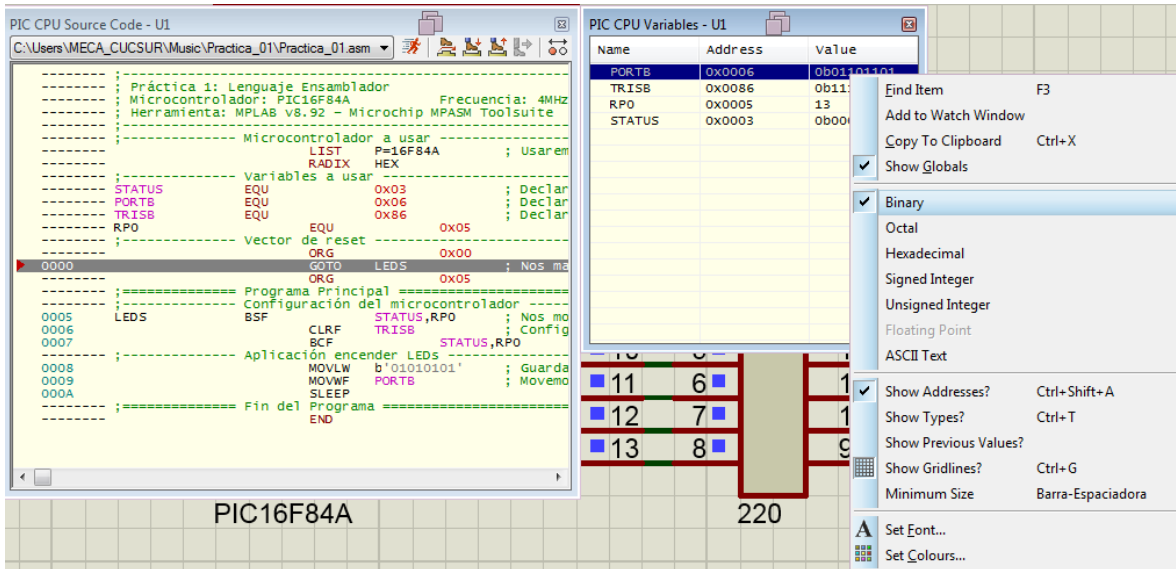 PIC CPU Source Code - U1
C:\Users\MECA_CUCSUR\Music\Practica_01\Practica_01.asm
-------- ;----------------------------------------
-------- ; Práctica 1: Lenguaje Ensamblador
-------- ; Microcontrolador: PIC16F84A Frecuencia: 4MHz
-------- ; Herramienta: MPLAB v8.92 - Microchip MPASM Toolsuite
-------- ;----------------------------------------
-------- ;-------------- Microcontrolador a usar --------------------
-------- LIST P=16F84A ; Usarem
-------- RADIX HEX
-------- ;-------------- Variables a usar --------------------
-------- STATUS EQU 0x03 ; Declar
-------- PORTB EQU 0x06 ; Declar
-------- TRISB EQU 0x86 ; Declar
-------- RP0 EQU 0x05
-------- ;-------------- Vector de reset --------------------
-------- ORG 0x00
0000 GOTO LEDS ; Nos ma
-------- ORG 0x05
-------- ;============== Programa Principal ====================
-------- ;-------------- Configuración del microcontrolador -----
0005 LEDS BSF STATUS,RP0 ; Nos mo
0006 CLRF TRISB ; Config
0007 BCF STATUS,RP0
-------- ;-------------- Aplicación encender LEDs --------------
0008 MOVLW b'01010101' ; Guarda
0009 MOVWF PORTB ; Movemo
000A SLEEP
-------- ;============== Fin del Programa ====================
-------- END
PIC CPU Variables - U1
Name Address Value
PORTB 0x0006 0b01101101
TRISB 0x0086 0b11
RP0 0x0005 13
STATUS 0x0003 0b00
Find Item F3
Add to Watch Window
Copy To Clipboard Ctrl+X
Show Globals
Binary
Octal
Hexadecimal
Signed Integer
Unsigned Integer
Floating Point
ASCII Text
Show Addresses? Ctrl+Shift+A
Show Types? Ctrl+T
Show Previous Values?
Show Gridlines? Ctrl+G
Minimum Size Barra-Espaciadora
Set Font...
Set Colours...
11 6 1
12 7 1
13 8 9
PIC16F84A
220